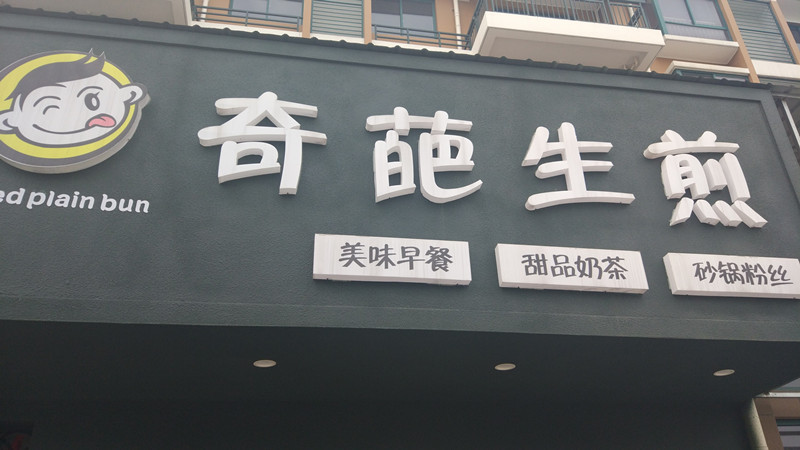 奇葩生煎
ed plain bun
美味早餐 甜品奶茶 砂锅粉丝